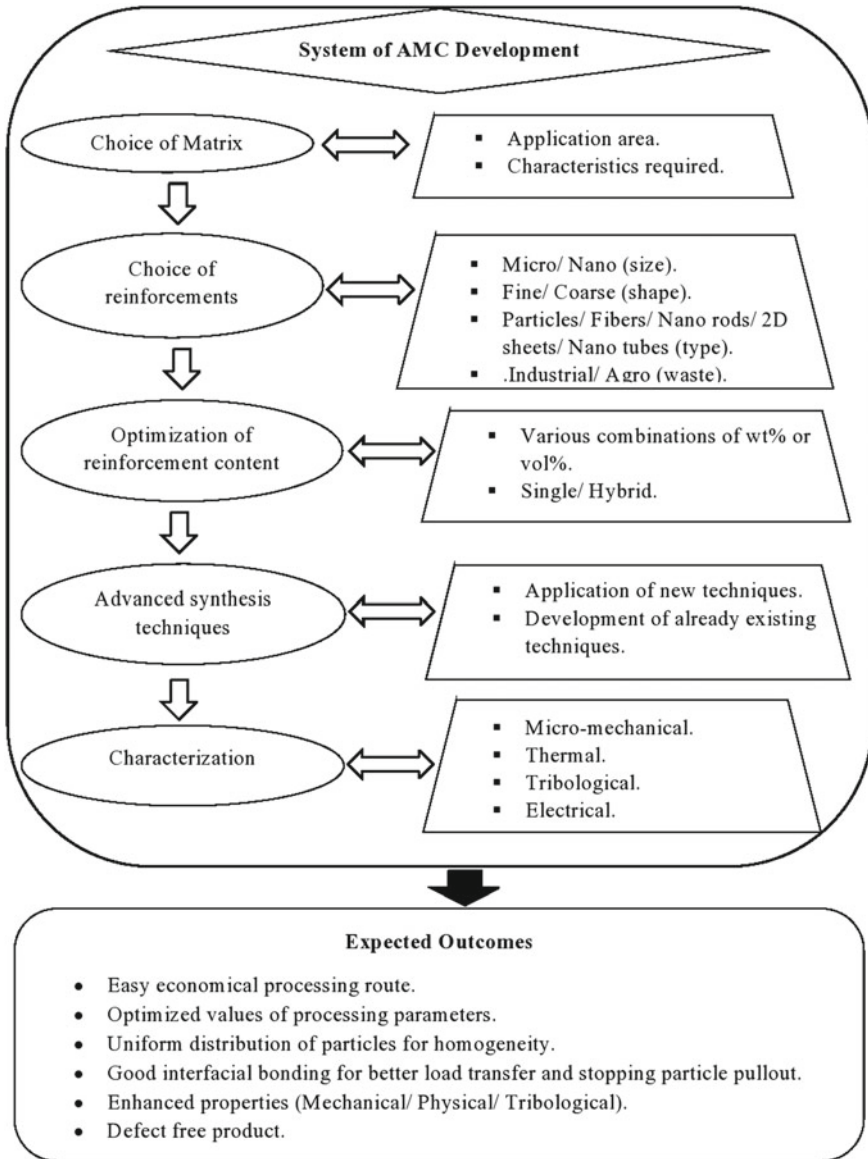 System of AMC Development
Choice of Matrix
▪ Application area.
▪ Characteristics required.
Choice of
reinforcements
▪ Micro/ Nano (size).
▪ Fine/ Coarse (shape).
▪ Particles/ Fibers/ Nano rods/ 2D
sheets/ Nano tubes (type).
▪ .Industrial/ Agro (waste).
Optimization of
reinforcement content
▪ Various combinations of wt% or
vol%.
▪ Single/ Hybrid.
Advanced synthesis
techniques
▪ Application of new techniques.
▪ Development of already existing
techniques.
Characterization
▪ Micro-mechanical.
▪ Thermal.
▪ Tribological.
▪ Electrical.
Expected Outcomes
• Easy economical processing route.
• Optimized values of processing parameters.
• Uniform distribution of particles for homogeneity.
• Good interfacial bonding for better load transfer and stopping particle pullout.
• Enhanced properties (Mechanical/ Physical/ Tribological).
• Defect free product.